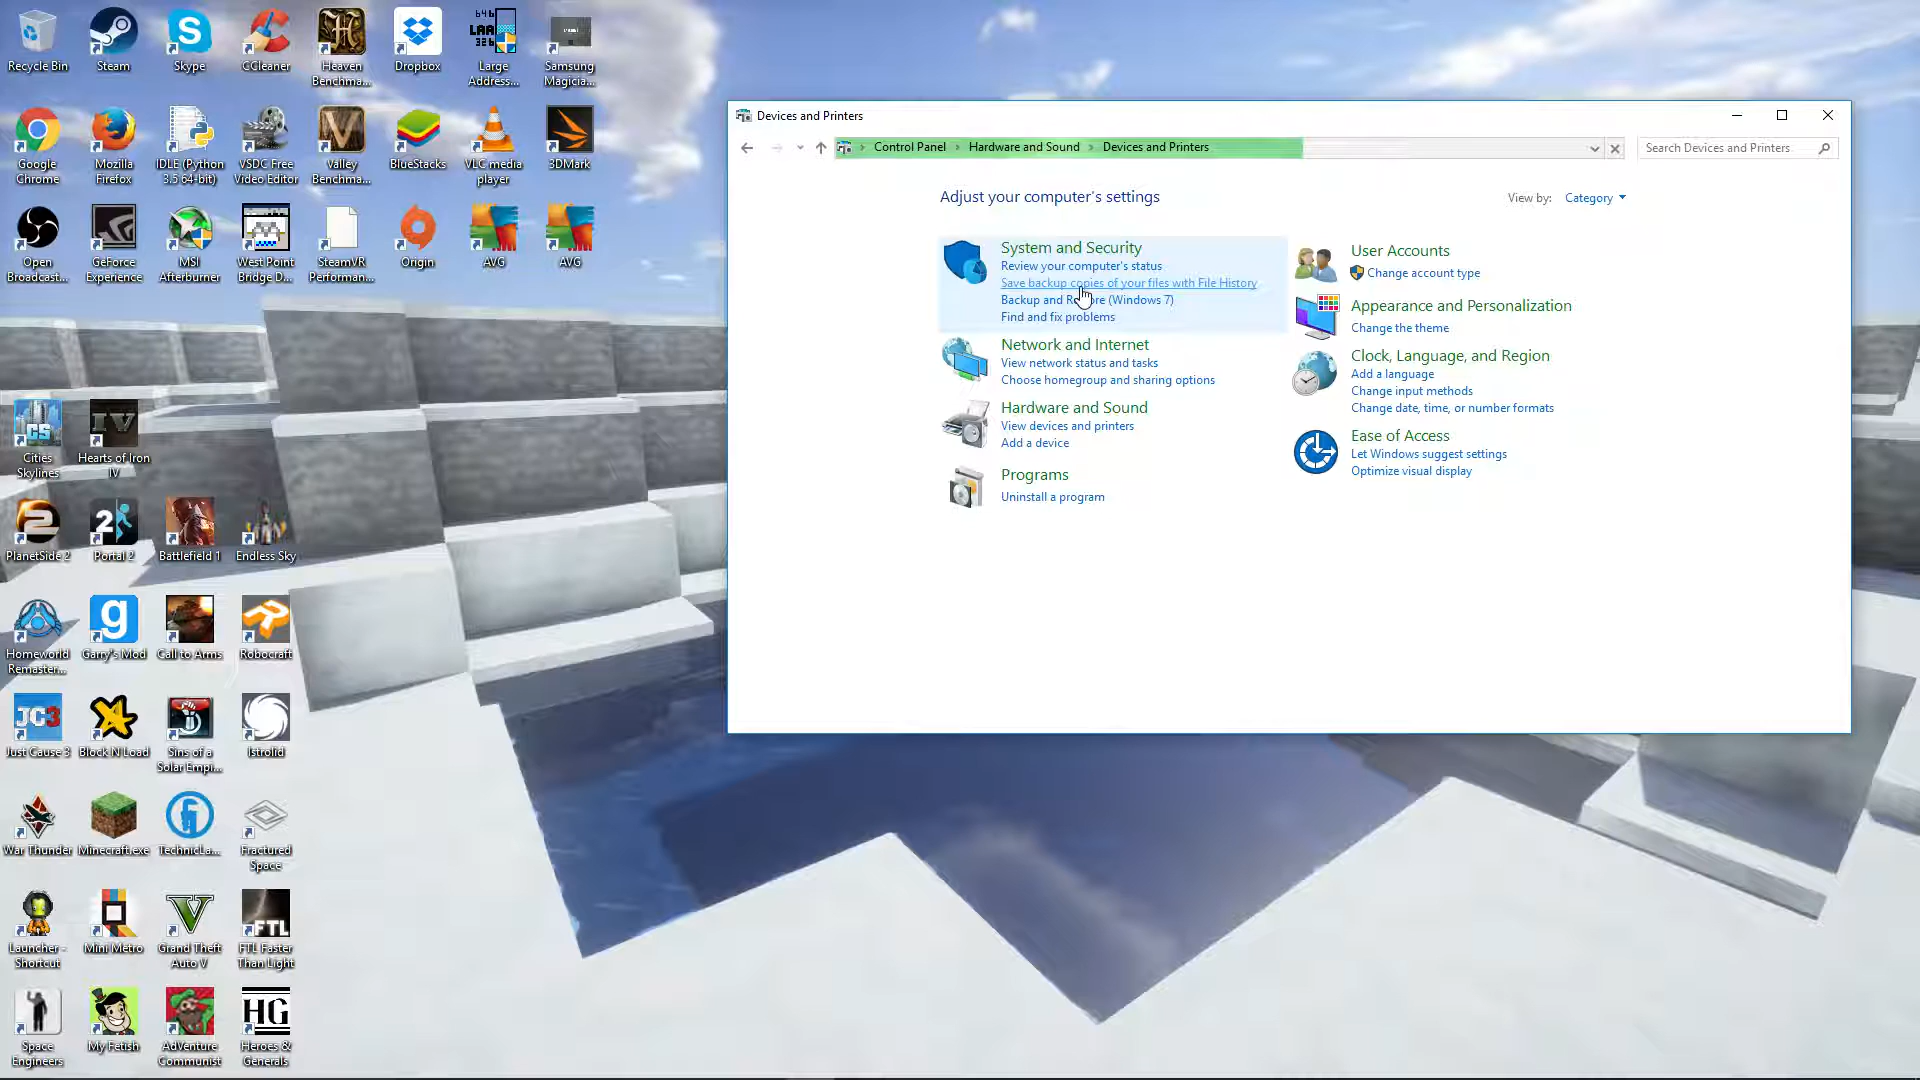 Recycle Bin
Steam
Skype
CCleaner
Heaven
Benchma...
Dropbox
64b
LAA
32b
Large
Address...
Samsung
Magicia...
Google
Chrome
Mozilla
Firefox
IDLE (Python
3.5 64-bit)
VSDC Free
Video Editor
Valley
Benchma...
BlueStacks
VLC media
player
3DMark
Open
Broadcast...
GeForce
Experience
MSI
Afterburner
West Point
Bridge D...
SteamVR
Performan...
Origin
AVG
AVG
Cities
Skylines
Hearts of Iron
IV
PlanetSide 2
Portal 2
Battlefield 1
Endless Sky
Homeworld
Remaster...
Garry's Mod
Call to Arms
Robocraft
Just Cause 3
Block N Load
Sins of a
Solar Empi...
Istrolid
War Thunder
Minecraft.exe
TechnicLa...
Fractured
Space
Launcher -
Shortcut
Mini Metro
Grand Theft
Auto V
FTL Faster
Than Light
Space
Engineers
My Fetish
AdVenture
Communist
Heroes &
Generals
Devices and Printers
Control Panel > Hardware and Sound > Devices and Printers
Search Devices and Printers
Adjust your computer's settings
View by: Category
System and Security
Review your computer's status
Save backup copies of your files with File History
Backup and Restore (Windows 7)
Find and fix problems
Network and Internet
View network status and tasks
Choose homegroup and sharing options
Hardware and Sound
View devices and printers
Add a device
Programs
Uninstall a program
User Accounts
Change account type
Appearance and Personalization
Change the theme
Clock, Language, and Region
Add a language
Change input methods
Change date, time, or number formats
Ease of Access
Let Windows suggest settings
Optimize visual display